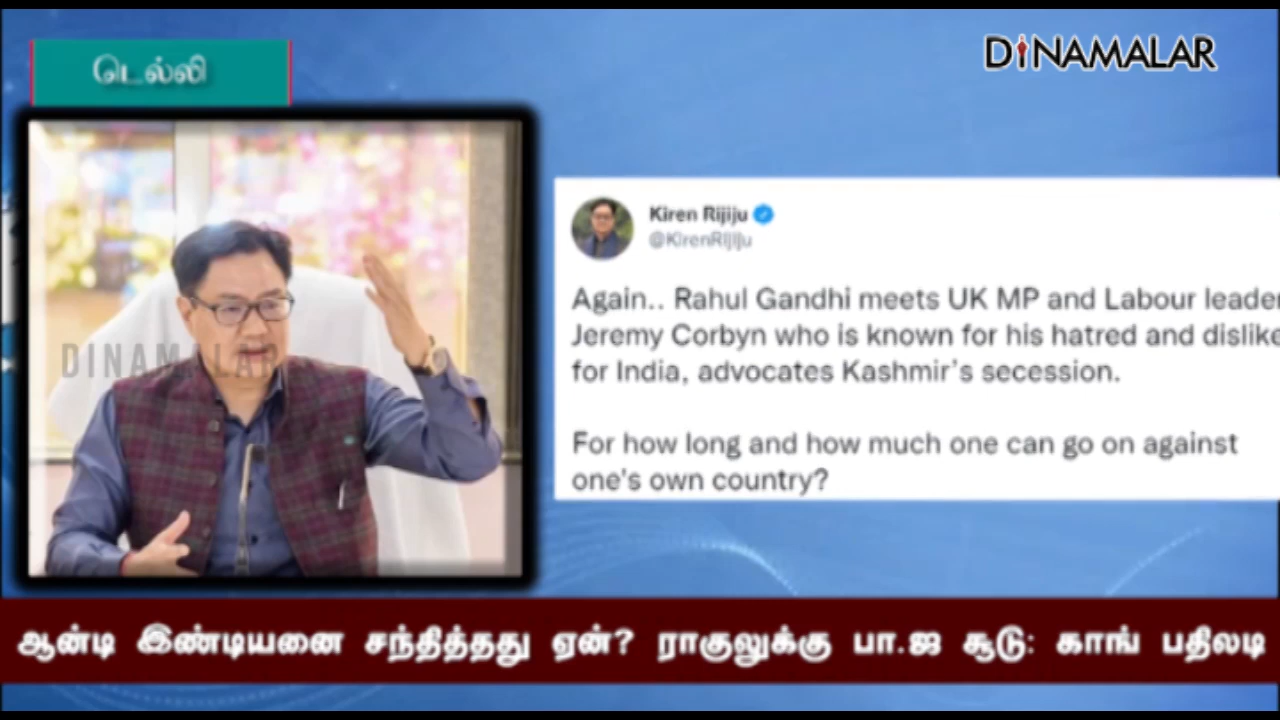 டெல்லி
DINAMALAR
DINAMALAR
Kiren Rijiju
@KirenRijiju
Again.. Rahul Gandhi meets UK MP and Labour leader
Jeremy Corbyn who is known for his hatred and dislike
for India, advocates Kashmir's secession.
For how long and how much one can go on against
one's own country?
ஆன்டி இண்டியனை சந்தித்தது ஏன்? ராகுலுக்கு பா.ஜ சூடு: காங் பதிலடி